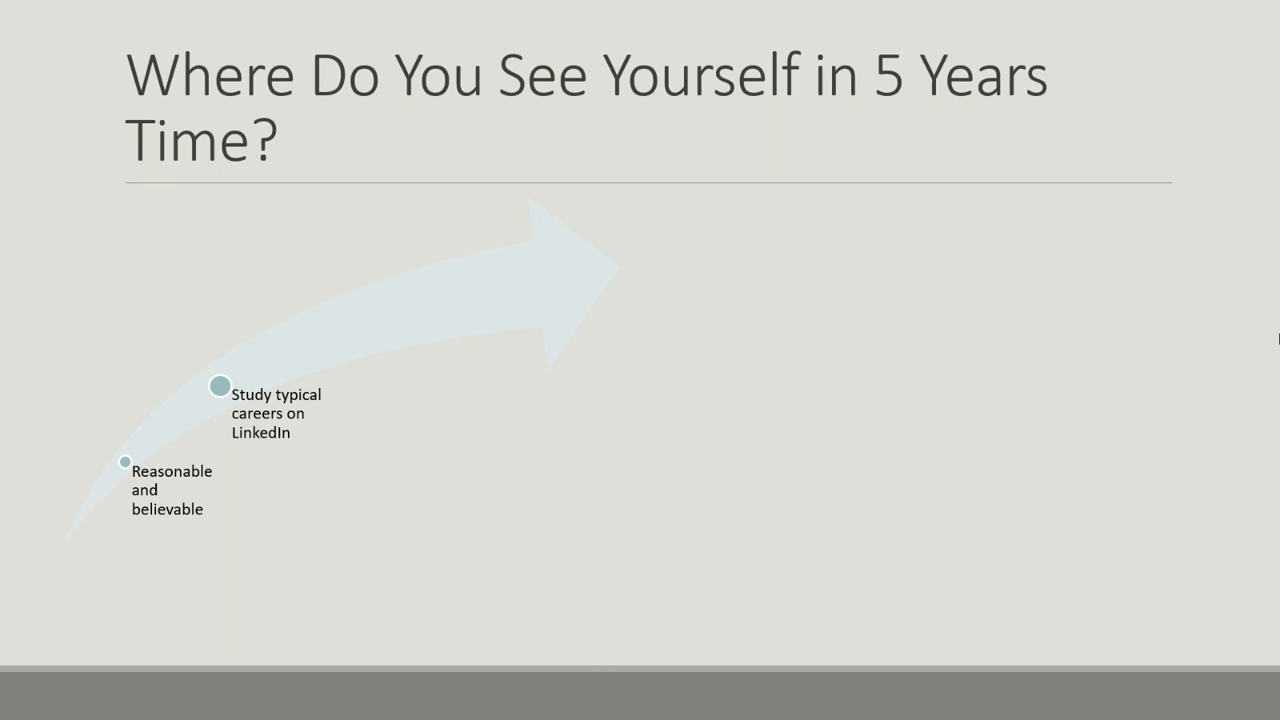 Where Do You See Yourself in 5 Years
Time?
Study typical
careers on
LinkedIn
Reasonable
and
believable